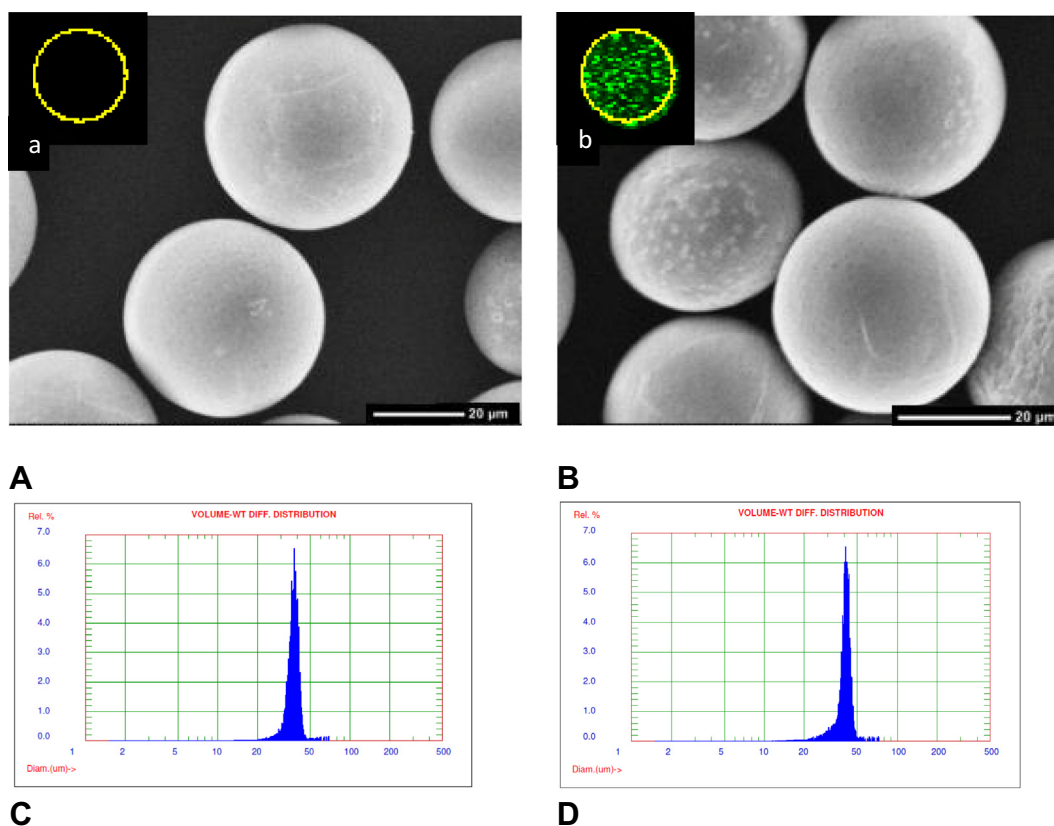 a
b
20 µm
20 µm
A
B
Rel. %
VOLUME-WT DIFF. DISTRIBUTION
7.0
6.0
5.0
4.0
3.0
2.0
1.0
0.0
1 2 5 10 20 50 100 200 500
Diam.(um)->
Rel. %
VOLUME-WT DIFF. DISTRIBUTION
7.0
6.0
5.0
4.0
3.0
2.0
1.0
0.0
1 2 5 10 20 50 100 200 500
Diam.(um)->
C
D